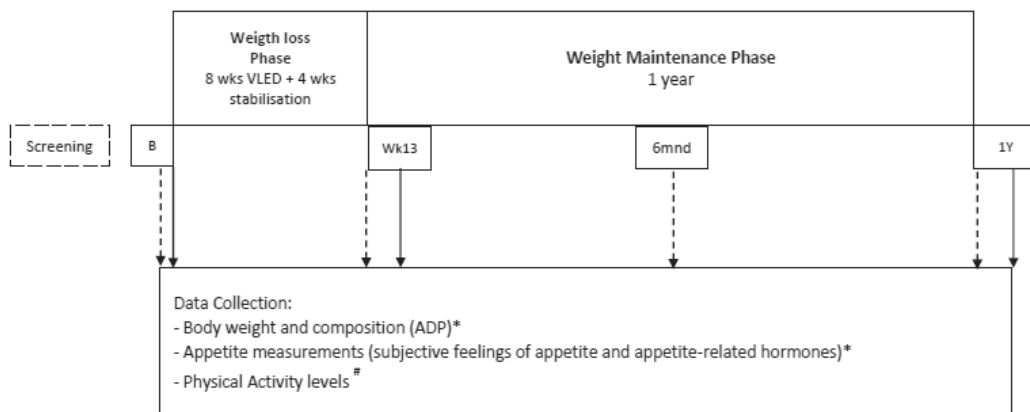 Weigth loss
Phase
8 wks VLED + 4 wks
stabilisation
Weight Maintenance Phase
1 year
Screening
B
Wk13
6mnd
1Y
Data Collection:
- Body weight and composition (ADP)*
- Appetite measurements (subjective feelings of appetite and appetite-related hormones)*
- Physical Activity levels #